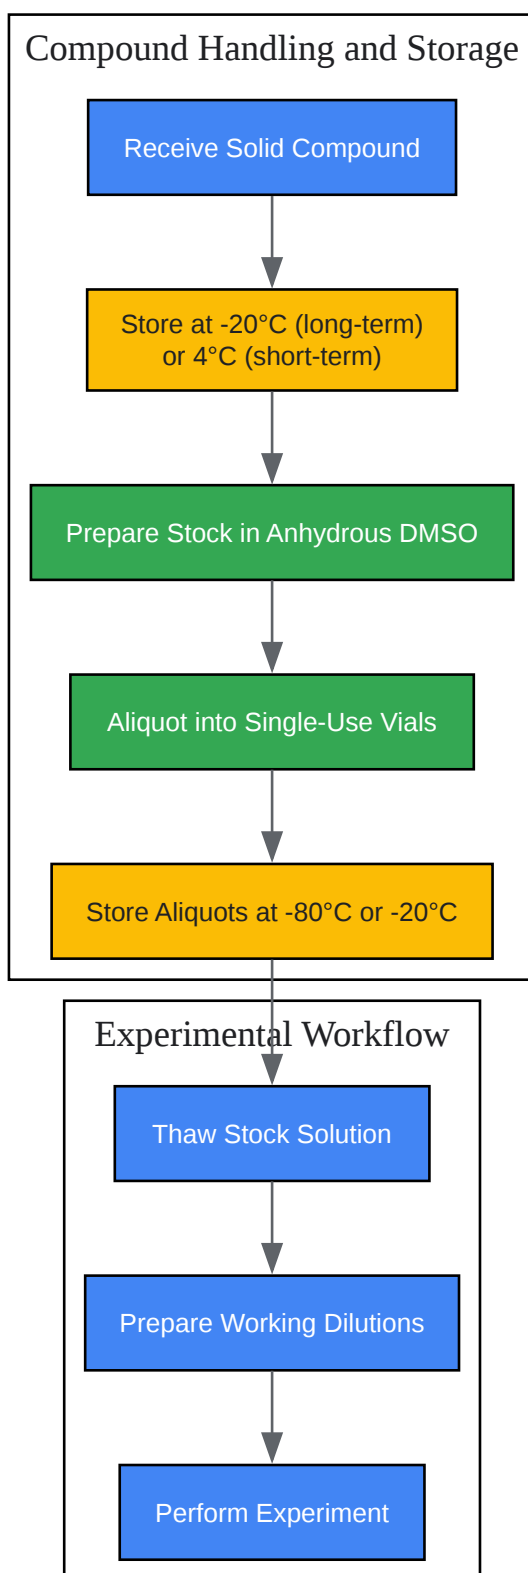 Compound Handling and Storage
Receive Solid Compound
Store at -20°C (long-term)
or 4°C (short-term)
Prepare Stock in Anhydrous DMSO
Aliquot into Single-Use Vials
Store Aliquots at -80°C or -20°C
Experimental Workflow
Thaw Stock Solution
Prepare Working Dilutions
Perform Experiment